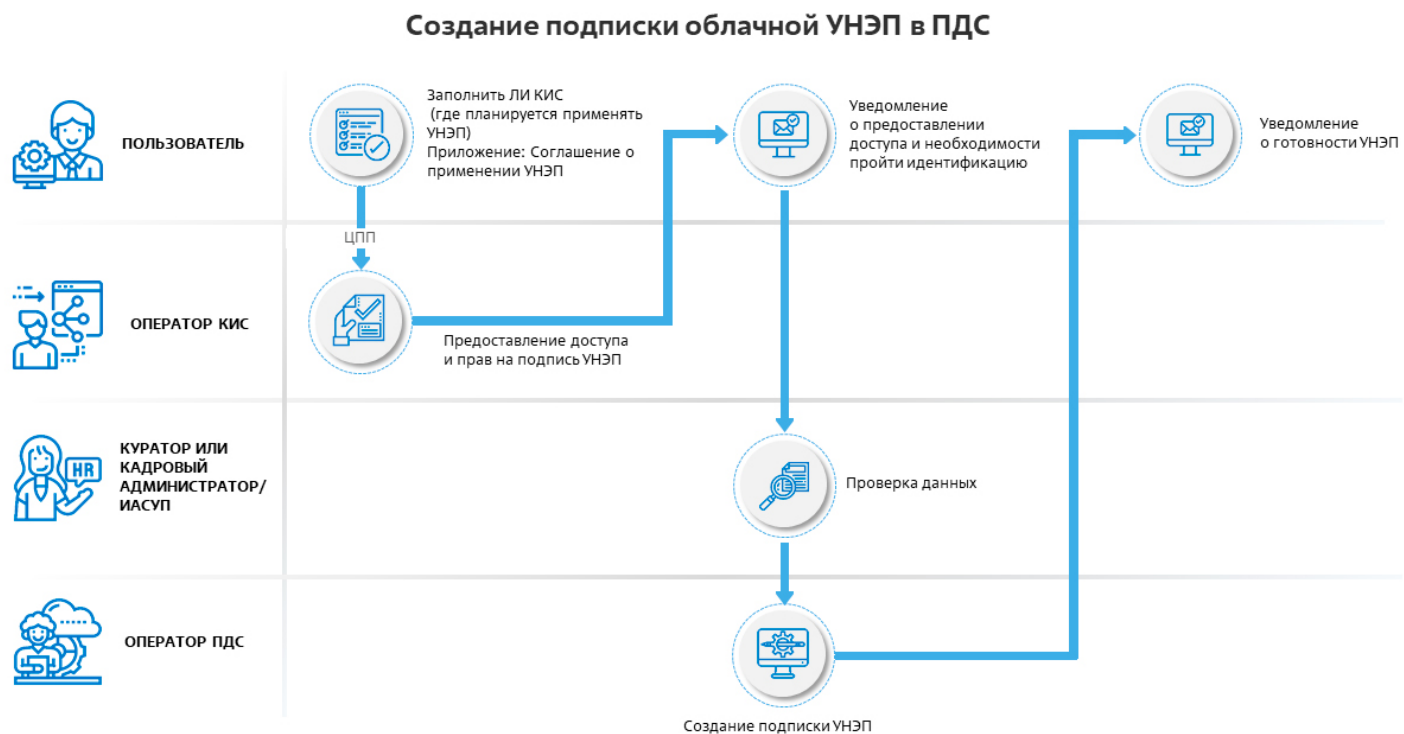 Создание подписки облачной УНЭП в ПДС
ПОЛЬЗОВАТЕЛЬ
Заполнить ЛИ КИС
(где планируется применять
УНЭП)
Приложение: Соглашение о
применении УНЭП
Уведомление
о предоставлении
доступа и необходимости
пройти идентификацию
Уведомление
о готовности УНЭП
ЦПП
ОПЕРАТОР КИС
Предоставление доступа
и прав на подпись УНЭП
HR
КУРАТОР ИЛИ
КАДРОВЫЙ
АДМИНИСТРАТОР/
ИАСУП
Проверка данных
ОПЕРАТОР ПДС
Создание подписки УНЭП